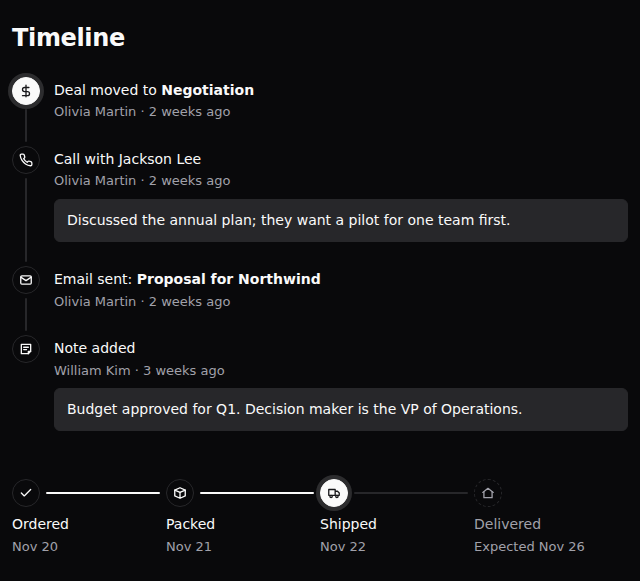 Timeline
Deal moved to Negotiation
Olivia Martin · 2 weeks ago
Call with Jackson Lee
Olivia Martin · 2 weeks ago
Discussed the annual plan; they want a pilot for one team first.
Email sent: Proposal for Northwind
Olivia Martin · 2 weeks ago
Note added
William Kim · 3 weeks ago
Budget approved for Q1. Decision maker is the VP of Operations.
Ordered
Nov 20
Packed
Nov 21
Shipped
Nov 22
Delivered
Expected Nov 26